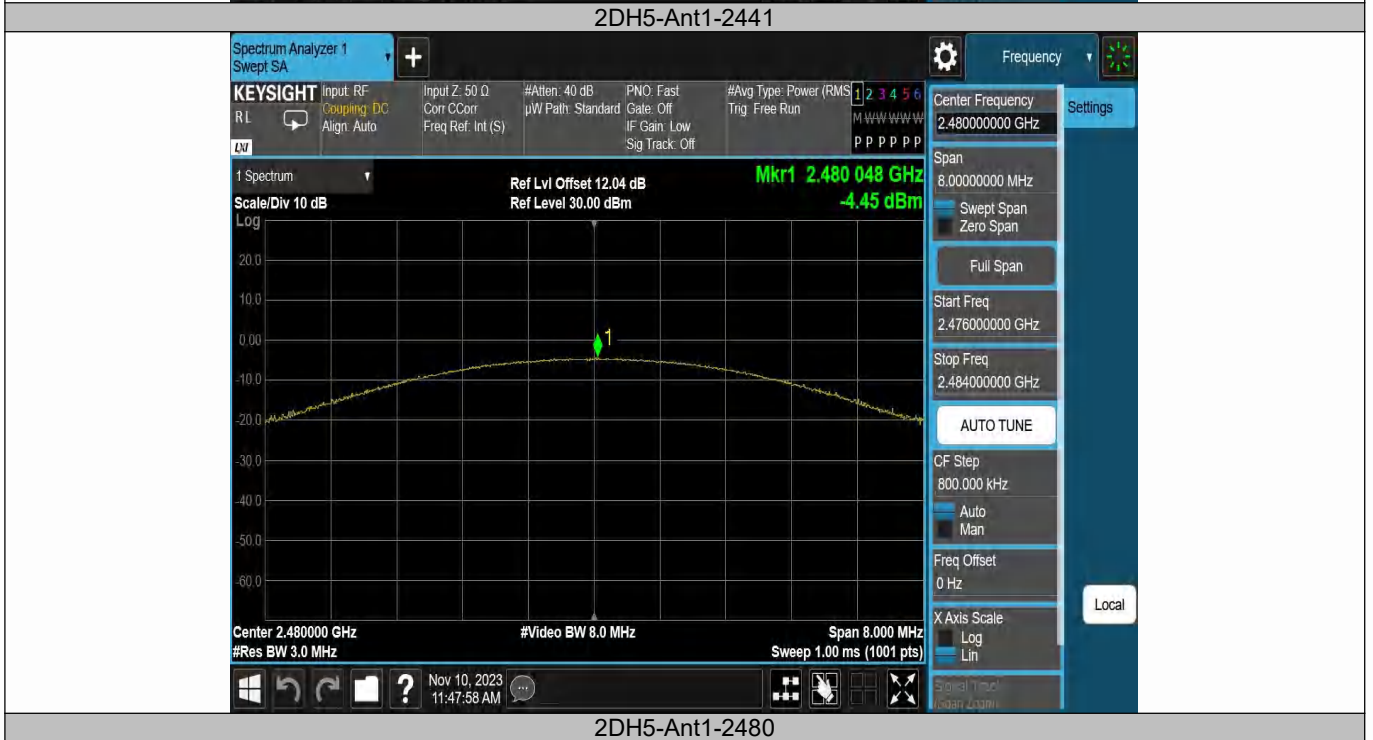 2DH5-Ant1-2441
Spectrum Analyzer 1
Swept SA
+
Frequency
KEYSIGHT
RL
LXI
Input: RF
Coupling: DC
Align: Auto
Input Z: 50 Ω
Corr CCorr
Freq Ref: Int (S)
#Atten: 40 dB
µW Path: Standard
PNO: Fast
Gate: Off
IF Gain: Low
Sig Track: Off
#Avg Type: Power (RMS
Trig: Free Run
1 2 3 4 5 6
M W W W W W
P P P P P P
Center Frequency
2.480000000 GHz
Settings
Span
8.00000000 MHz
Swept Span
Zero Span
Full Span
Start Freq
2.476000000 GHz
Stop Freq
2.484000000 GHz
AUTO TUNE
CF Step
800.000 kHz
Auto
Man
Freq Offset
0 Hz
X Axis Scale
Log
Lin
Local
1 Spectrum
Scale/Div 10 dB
Ref Lvl Offset 12.04 dB
Ref Level 30.00 dBm
Mkr1 2.480 048 GHz
-4.45 dBm
Log
20.0
10.0
0.00
-10.0
-20.0
-30.0
-40.0
-50.0
-60.0
1
Center 2.480000 GHz
#Res BW 3.0 MHz
#Video BW 8.0 MHz
Span 8.000 MHz
Sweep 1.00 ms (1001 pts)
?
Nov 10, 2023
11:47:58 AM
2DH5-Ant1-2480